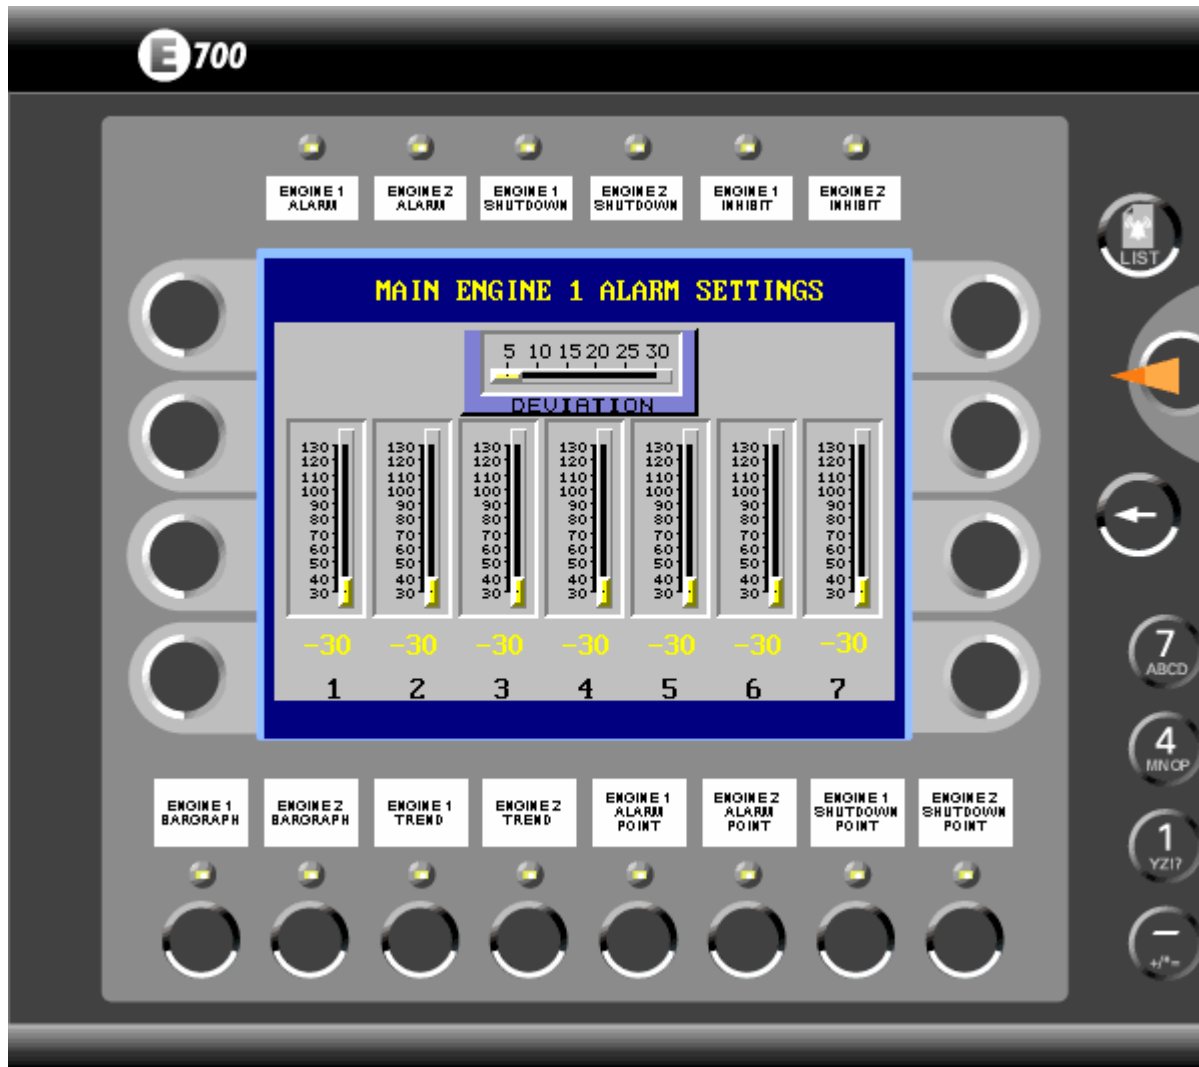 E700
ENGINE 1
ALARM
ENGINE 2
ALARM
ENGINE 1
SHUTDOWN
ENGINE 2
SHUTDOWN
ENGINE 1
INHIBIT
ENGINE 2
INHIBIT
LIST
MAIN ENGINE 1 ALARM SETTINGS
5 10 15 20 25 30
DEVIATION
130 130 130 130 130 130 130
120 120 120 120 120 120 120
110 110 110 110 110 110 110
100 100 100 100 100 100 100
90 90 90 90 90 90 90
80 80 80 80 80 80 80
70 70 70 70 70 70 70
60 60 60 60 60 60 60
50 50 50 50 50 50 50
40 40 40 40 40 40 40
30 30 30 30 30 30 30
-30 -30 -30 -30 -30 -30 -30
1 2 3 4 5 6 7
7
ABCD
4
MNOP
1
YZ!?
–
+/*=
ENGINE 1
BARGRAPH
ENGINE 2
BARGRAPH
ENGINE 1
TREND
ENGINE 2
TREND
ENGINE 1
ALARM
POINT
ENGINE 2
ALARM
POINT
ENGINE 1
SHUTDOWN
POINT
ENGINE 2
SHUTDOWN
POINT